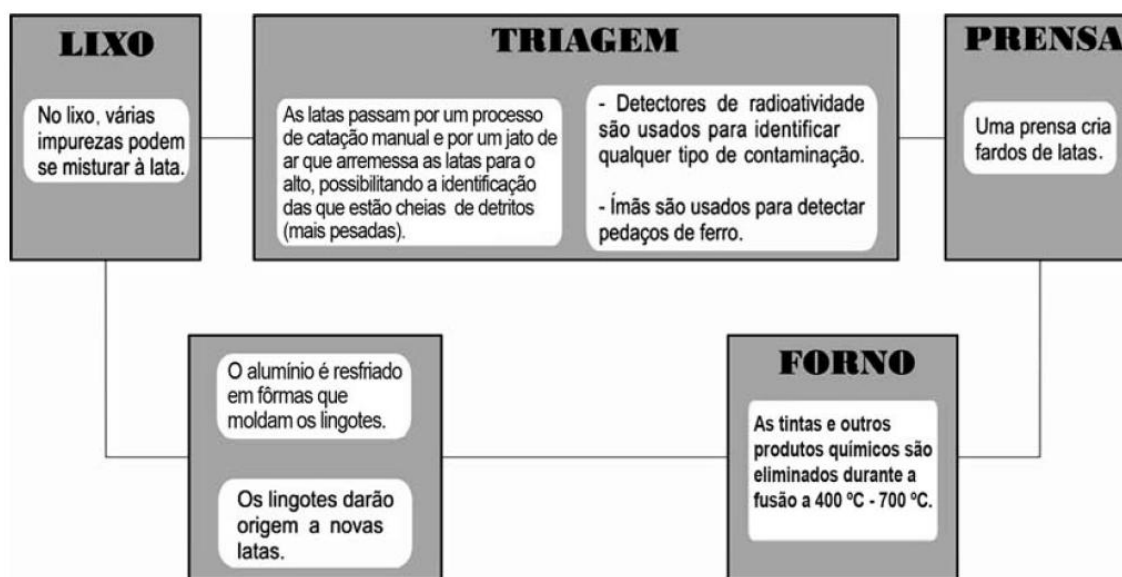 LIXO
No lixo, várias
impurezas podem
se misturar à lata.
TRIAGEM
As latas passam por um processo
de catação manual e por um jato de
ar que arremessa as latas para o
alto, possibilitando a identificação
das que estão cheias de detritos
(mais pesadas).
- Detectores de radioatividade
são usados para identificar
qualquer tipo de contaminação.
- Ímãs são usados para detectar
pedaços de ferro.
PRENSA
Uma prensa cria
fardos de latas.
O alumínio é resfriado
em fôrmas que
moldam os lingotes.
Os lingotes darão
origem a novas
latas.
FORNO
As tintas e outros
produtos químicos são
eliminados durante a
fusão a 400 ºC - 700 ºC.